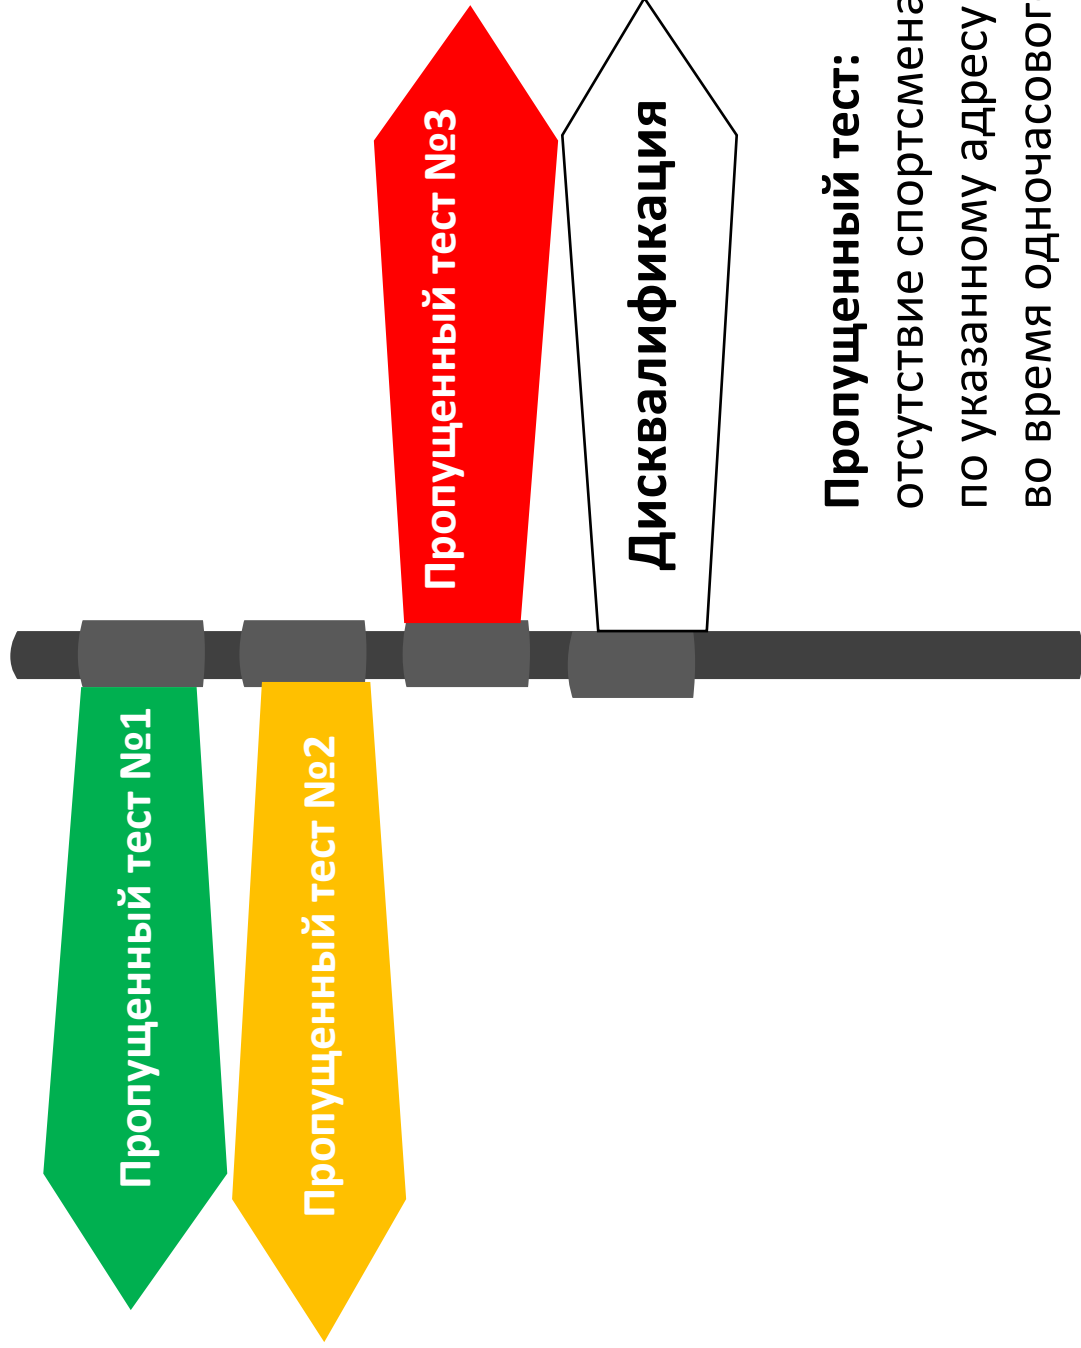 Пропущенный тест №1
Пропущенный тест №2
Пропущенный тест №3
Дисквалификация
Пропущенный тест:
отсутствие спортсмена
по указанному адресу
во время одночасовог